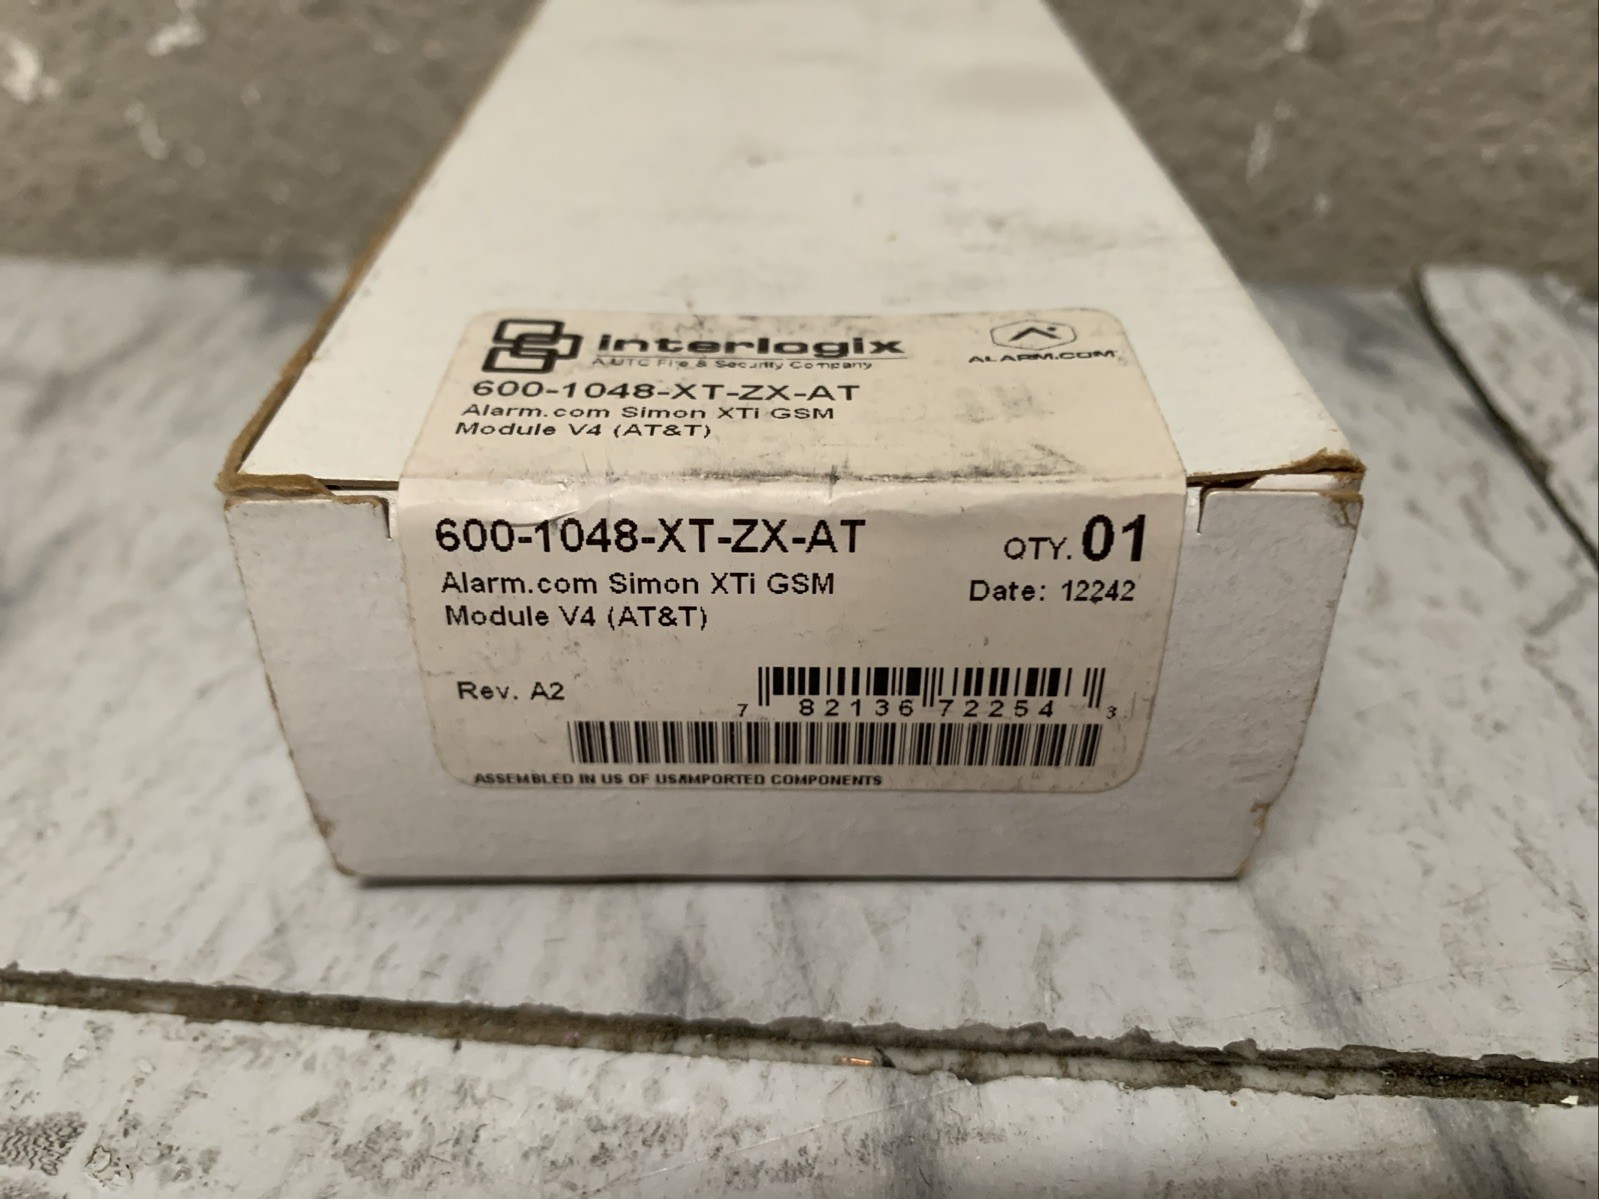 interlogix
A UTC Fire & Security Company
ALARM.COM
600-1048-XT-ZX-AT
Alarm.com Simon XTi GSM
Module V4 (AT&T)
600-1048-XT-ZX-AT
QTY. 01
Alarm.com Simon XTi GSM
Module V4 (AT&T)
Date: 12242
Rev. A2
7 82136 72254 3
ASSEMBLED IN US OF US/IMPORTED COMPONENTS